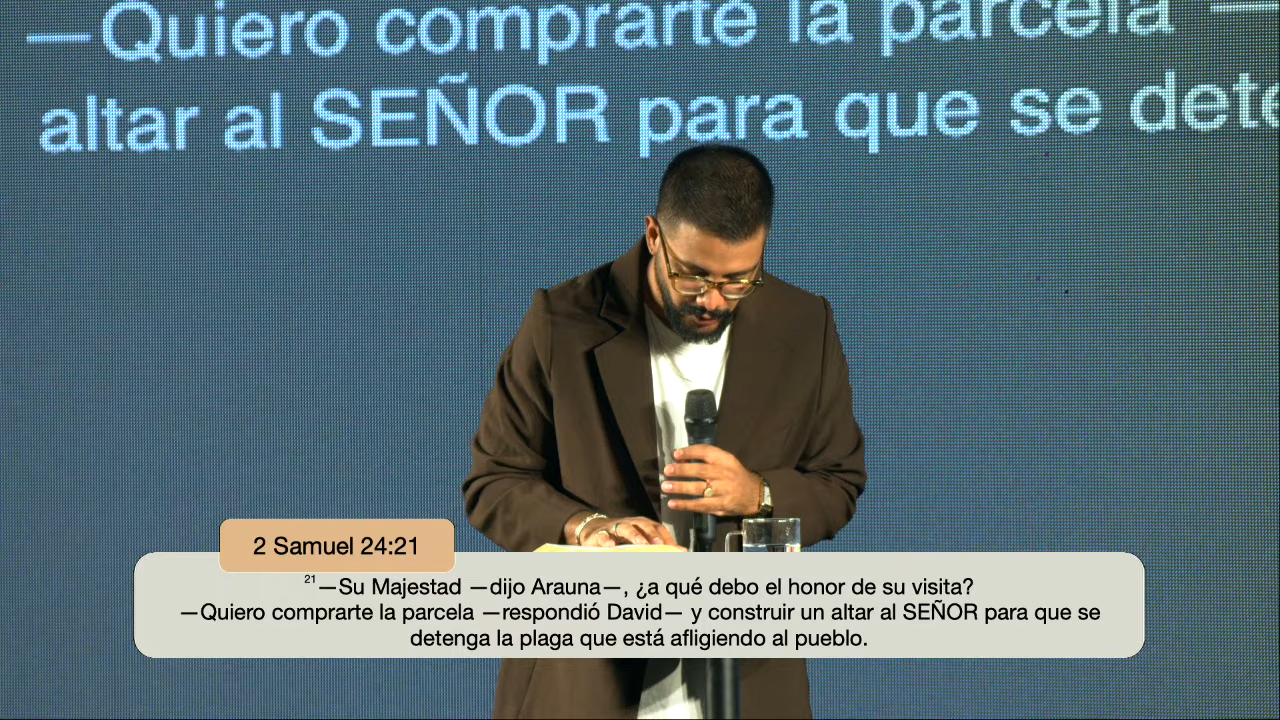 —Quiero comprarte la parcela —
altar al SEÑOR para que se dete
2 Samuel 24:21
21—Su Majestad —dijo Arauna—, ¿a qué debo el honor de su visita?
—Quiero comprarte la parcela —respondió David— y construir un altar al SEÑOR para que se
detenga la plaga que está afligiendo al pueblo.